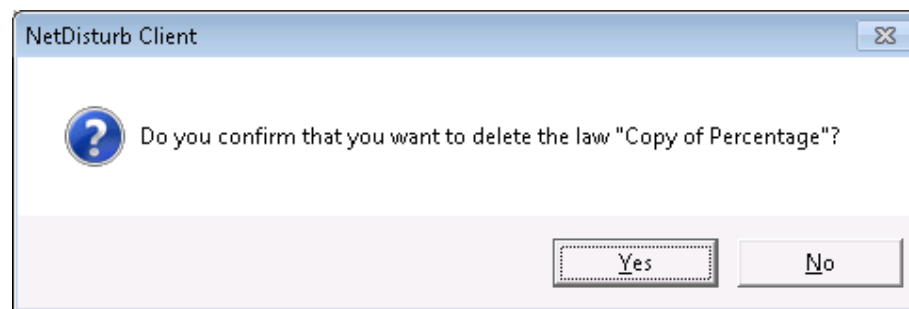 NetDisturb Client
Do you confirm that you want to delete the law "Copy of Percentage"?
Yes
No